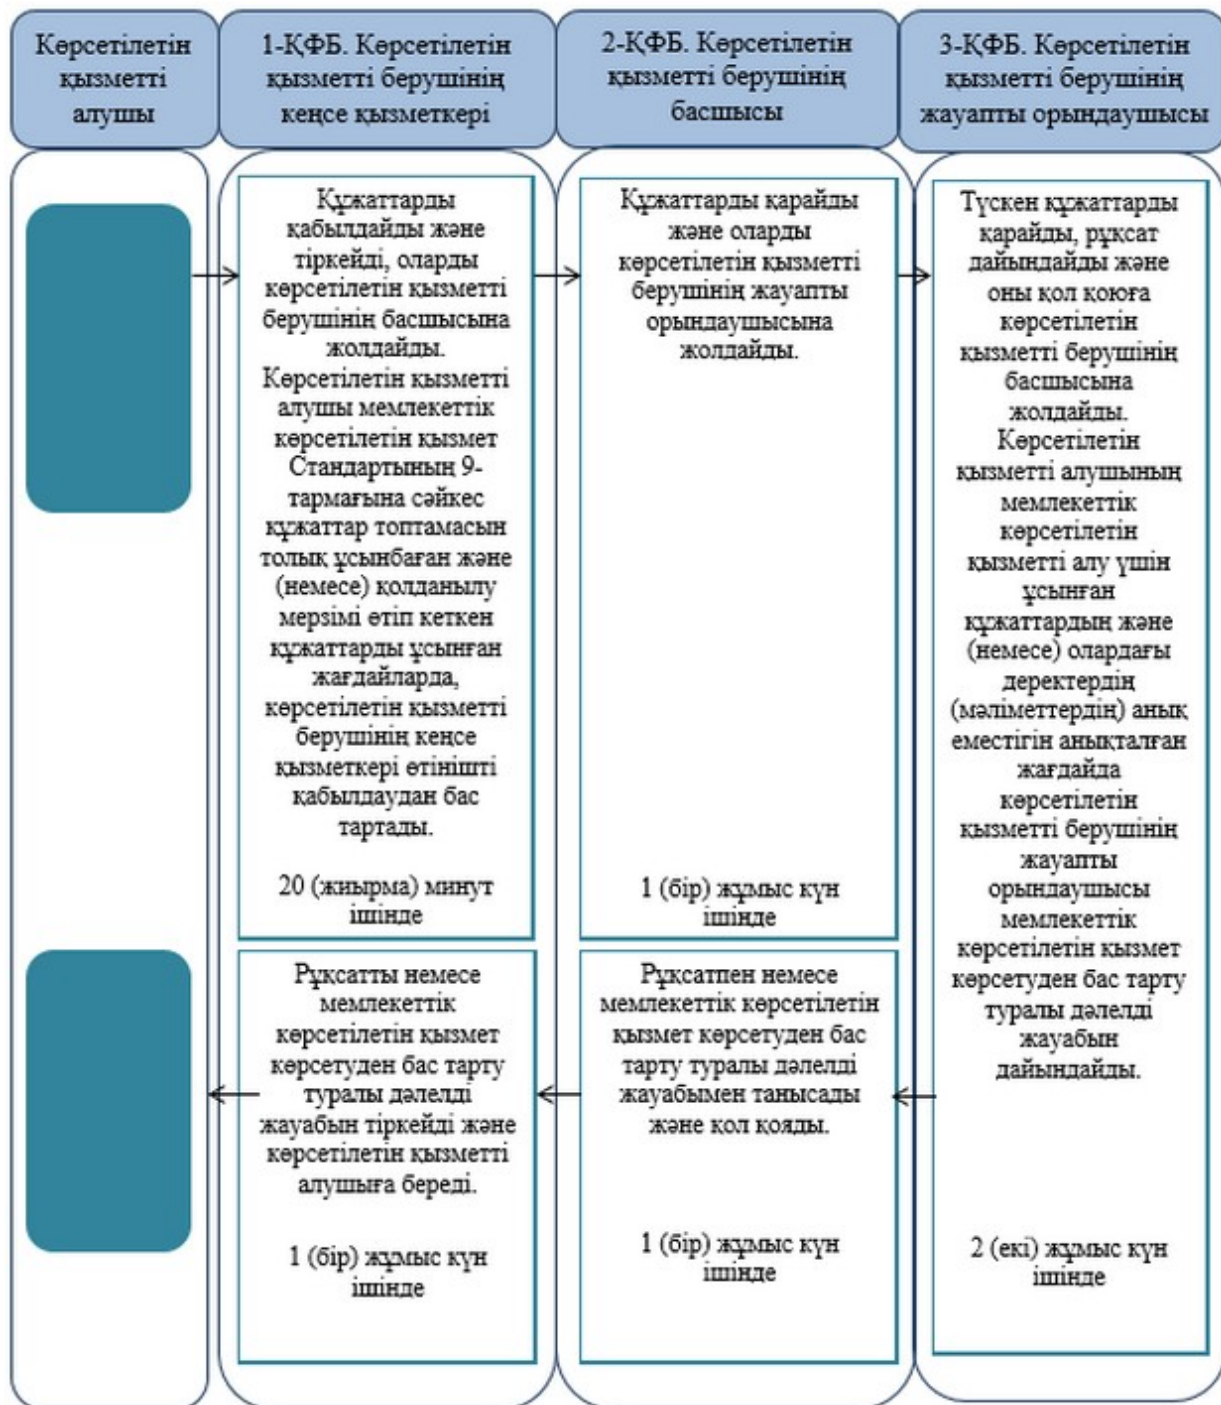 Көрсетілетін
қызметті
алушы
1-ҚФБ. Көрсетілетін
қызметті берушінің
кеңсе қызметкері
2-ҚФБ. Көрсетілетін
қызметті берушінің
басшысы
3-ҚФБ. Көрсетілетін
қызметті берушінің
жауапты орындаушысы
Құжаттарды
қабылдайды және
тіркейді, оларды
көрсетілетін қызметті
берушінің басшысына
жолдайды.
Көрсетілетін қызметті
алушы мемлекеттік
көрсетілетін қызмет
Стандартының 9-
тармағына сәйкес
құжаттар топтамасын
толық ұсынбаған және
(немесе) қолданылу
мерзімі өтіп кеткен
құжаттарды ұсынған
жағдайларда,
көрсетілетін қызметті
берушінің кеңсе
қызметкері өтінішті
қабылдаудан бас
тартады.
20 (жиырма) минут
ішінде
Құжаттарды қарайды
және оларды
көрсетілетін қызметті
берушінің жауапты
орындаушысына
жолдайды.
1 (бір) жұмыс күн
ішінде
Түскен құжаттарды
қарайды, рұқсат
дайындайды және
оны қол қоюға
көрсетілетін
қызметті берушінің
басшысына
жолдайды.
Көрсетілетін
қызметті алушының
мемлекеттік
көрсетілетін
қызметті алу үшін
ұсынған
құжаттардың және
(немесе) олардағы
деректердің
(мәліметтердің) анық
еместігін анықталған
жағдайда
көрсетілетін
қызметті берушінің
жауапты
орындаушысы
мемлекеттік
көрсетілетін қызмет
көрсетуден бас тарту
туралы дәлелді
жауабын
дайындайды.
2 (екі) жұмыс күн
ішінде
Рұқсатпен немесе
мемлекеттік көрсетілетін
қызмет көрсетуден бас
тарту туралы дәлелді
жауабымен танысады
және қол қояды.
1 (бір) жұмыс күн
ішінде
Рұқсатты немесе
мемлекеттік
көрсетілетін қызмет
көрсетуден бас тарту
туралы дәлелді
жауабын тіркейді және
көрсетілетін қызметті
алушыға береді.
1 (бір) жұмыс күн
ішінде